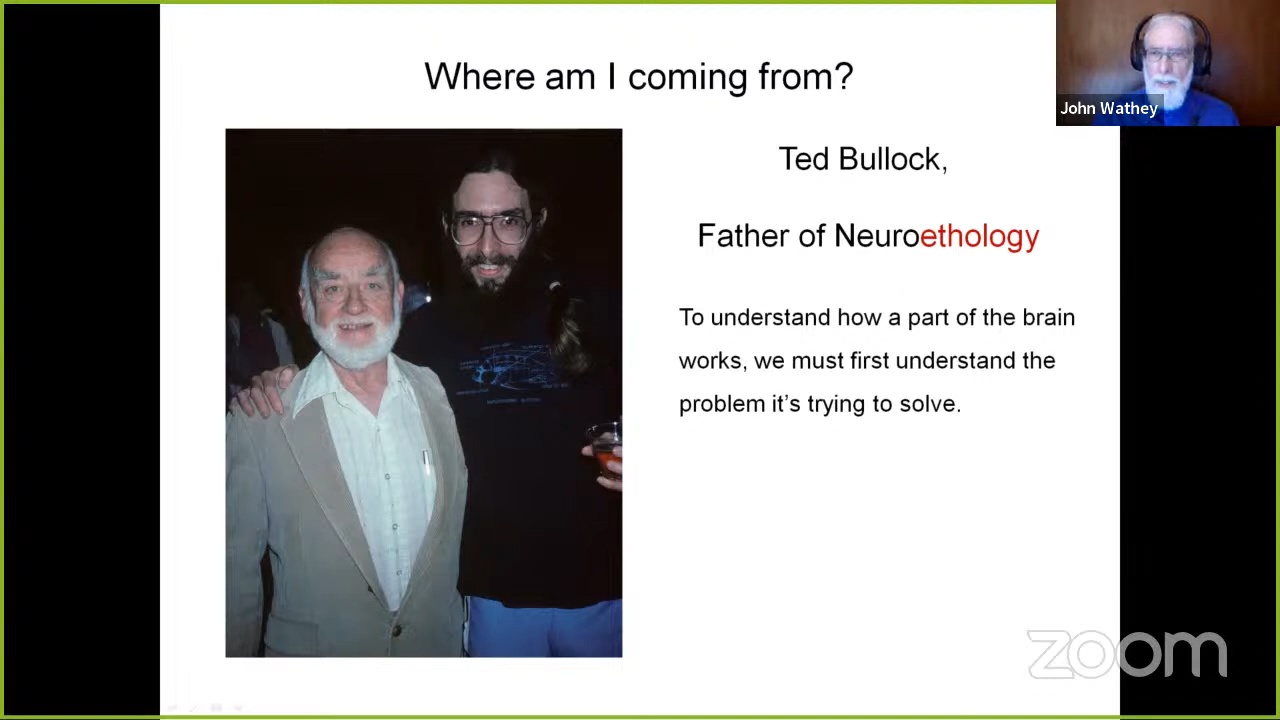 Where am I coming from?
John Wathey
Ted Bullock,
Father of Neuroethology
To understand how a part of the brain
works, we must first understand the
problem it's trying to solve.
zoom